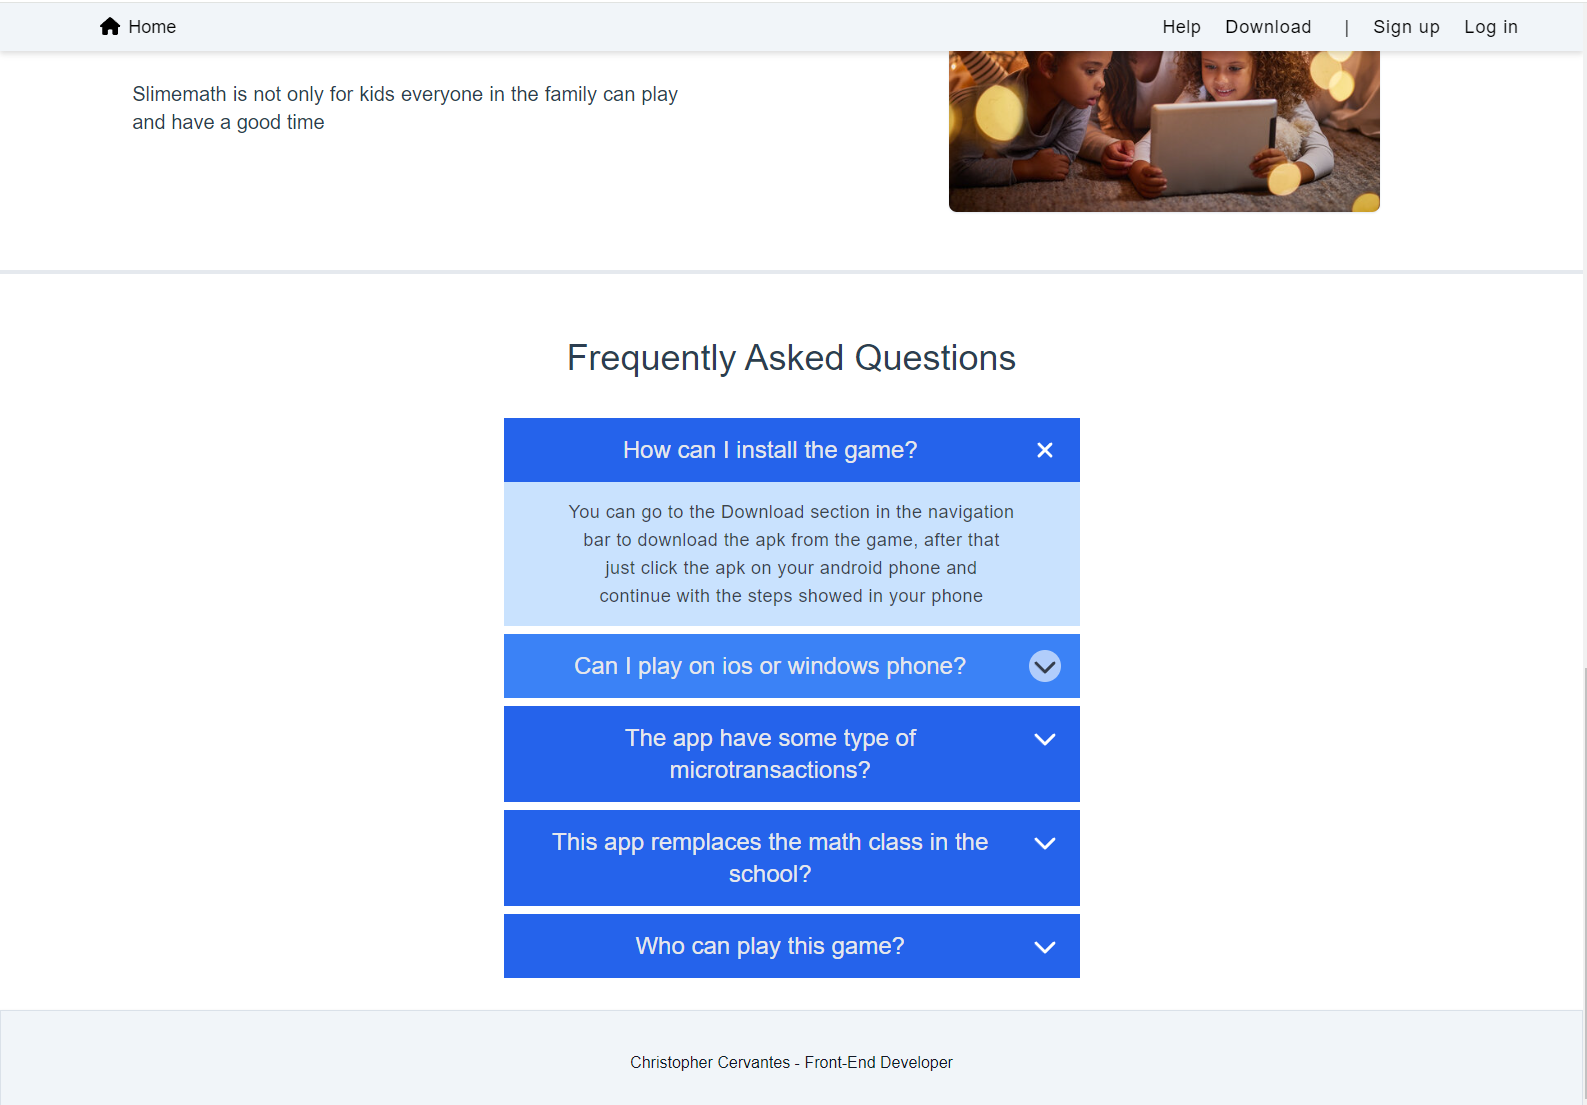 Home
Help Download | Sign up Log in
Slimemath is not only for kids everyone in the family can play
and have a good time
Frequently Asked Questions
How can I install the game?
You can go to the Download section in the navigation
bar to download the apk from the game, after that
just click the apk on your android phone and
continue with the steps showed in your phone
Can I play on ios or windows phone?
The app have some type of
microtransactions?
This app remplaces the math class in the
school?
Who can play this game?
Christopher Cervantes - Front-End Developer